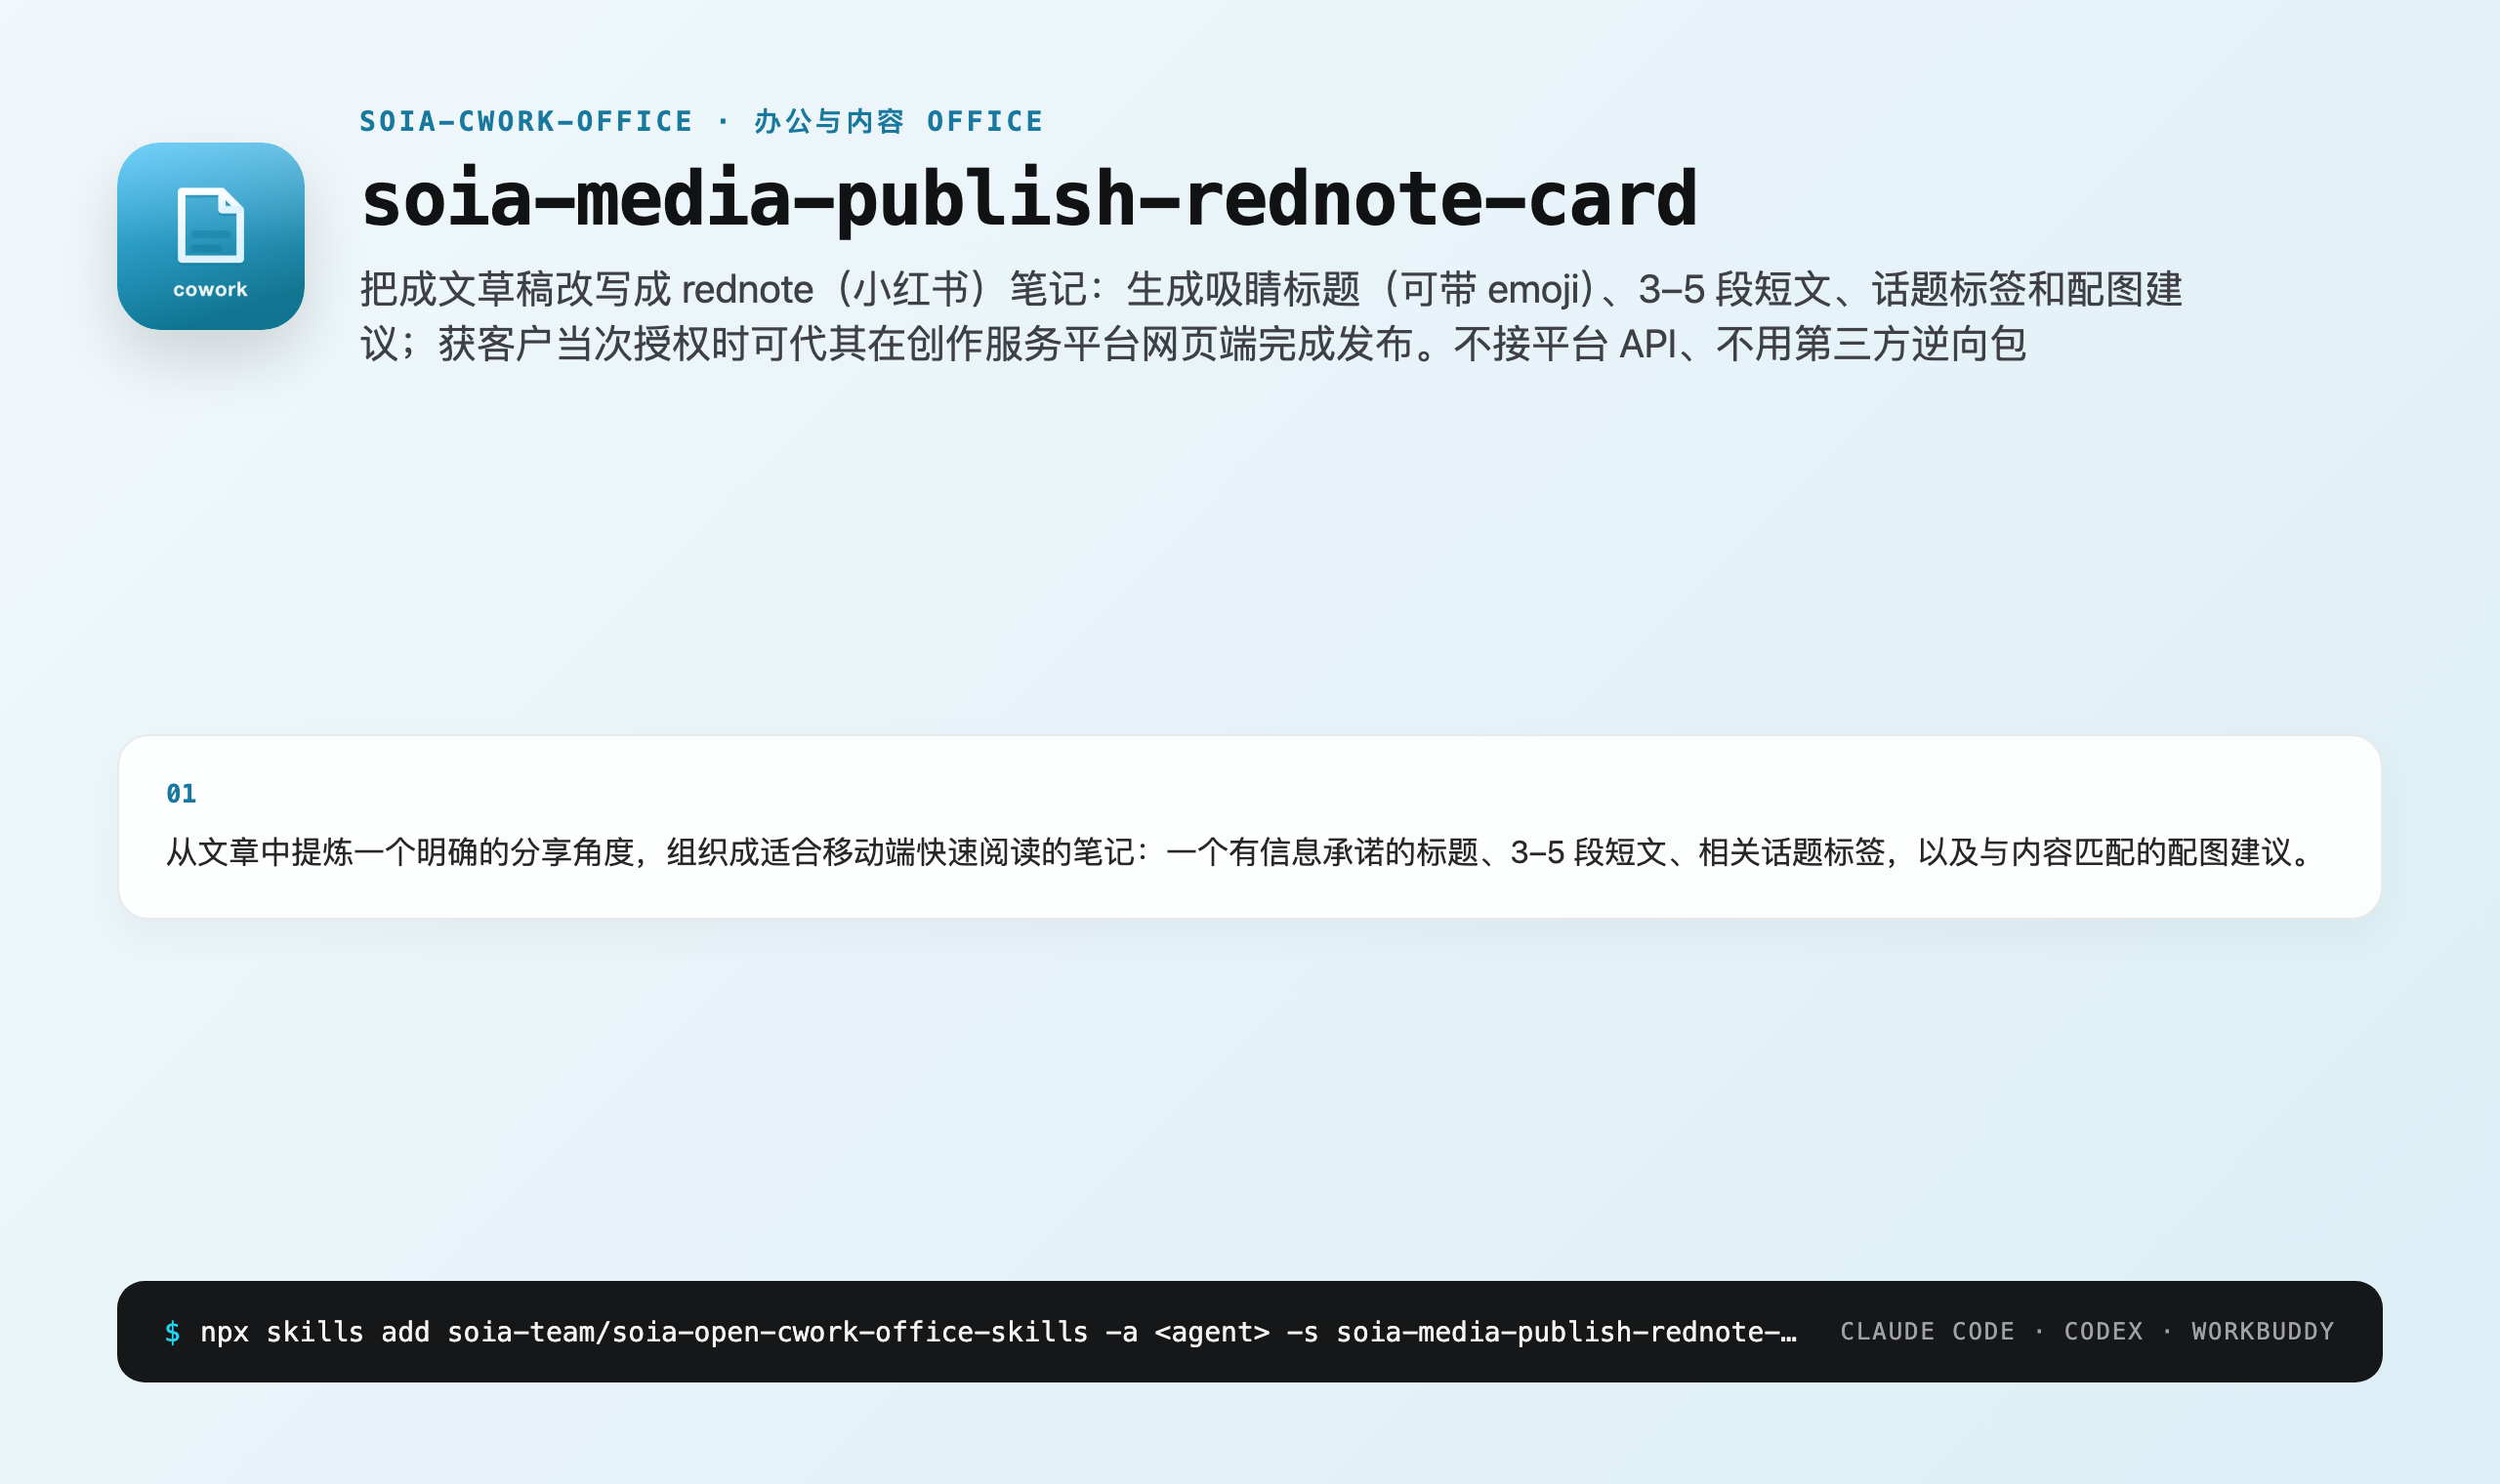 SOIA-CWORK-OFFICE · 办公与内容 OFFICE
soia-media-publish-rednote-card
cowork
把成文草稿改写成 rednote（小红书）笔记：生成吸睛标题（可带 emoji）、3–5 段短文、话题标签和配图建
议；获客户当次授权时可代其在创作服务平台网页端完成发布。不接平台 API、不用第三方逆向包
01
从文章中提炼一个明确的分享角度，组织成适合移动端快速阅读的笔记：一个有信息承诺的标题、3–5 段短文、相关话题标签，以及与内容匹配的配图建议。
$ npx skills add soia-team/soia-open-cwork-office-skills -a <agent> -s soia-media-publish-rednote-… CLAUDE CODE · CODEX · WORKBUDDY